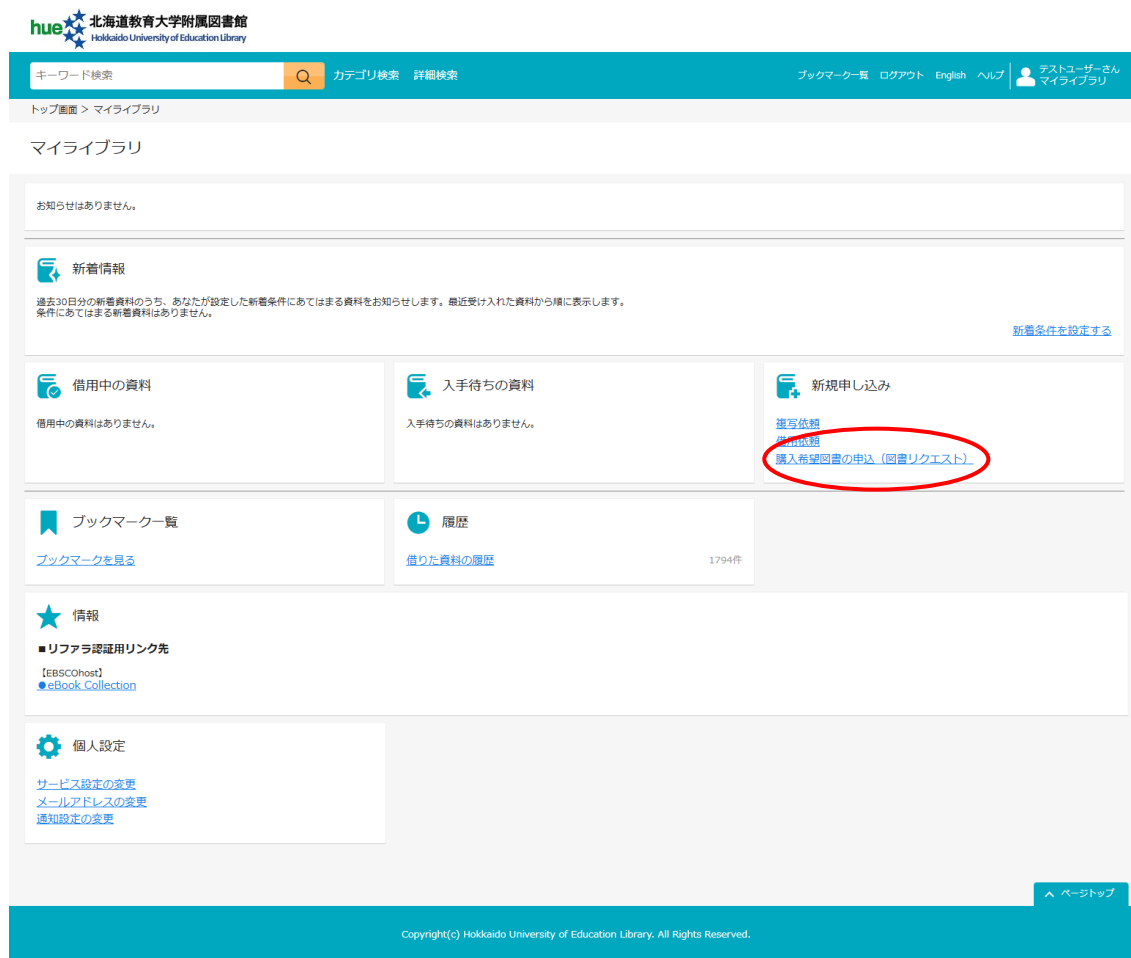 hue 北海道教育大学附属図書館
Hokkaido University of Education Library
キーワード検索 カテゴリ検索 詳細検索 ブックマーク一覧 ログアウト English ヘルプ テストユーザーさん
マイライブラリ
トップ画面 > マイライブラリ
マイライブラリ
お知らせはありません。
新着情報
過去30日分の新着資料のうち、あなたが設定した新着条件にあてはまる資料をお知らせします。最近受け入れた資料から順に表示します。
条件にあてはまる新着資料はありません。
新着条件を設定する
借用中の資料
借用中の資料はありません。
入手待ちの資料
入手待ちの資料はありません。
新規申し込み
複写依頼
借用依頼
購入希望図書の申込（図書リクエスト）
ブックマーク一覧
ブックマークを見る
履歴
借りた資料の履歴 1794件
情報
■リファラ認証用リンク先
【EBSCOhost】
●eBook Collection
個人設定
サービス設定の変更
メールアドレスの変更
通知設定の変更
ページトップ
Copyright(c) Hokkaido University of Education Library. All Rights Reserved.